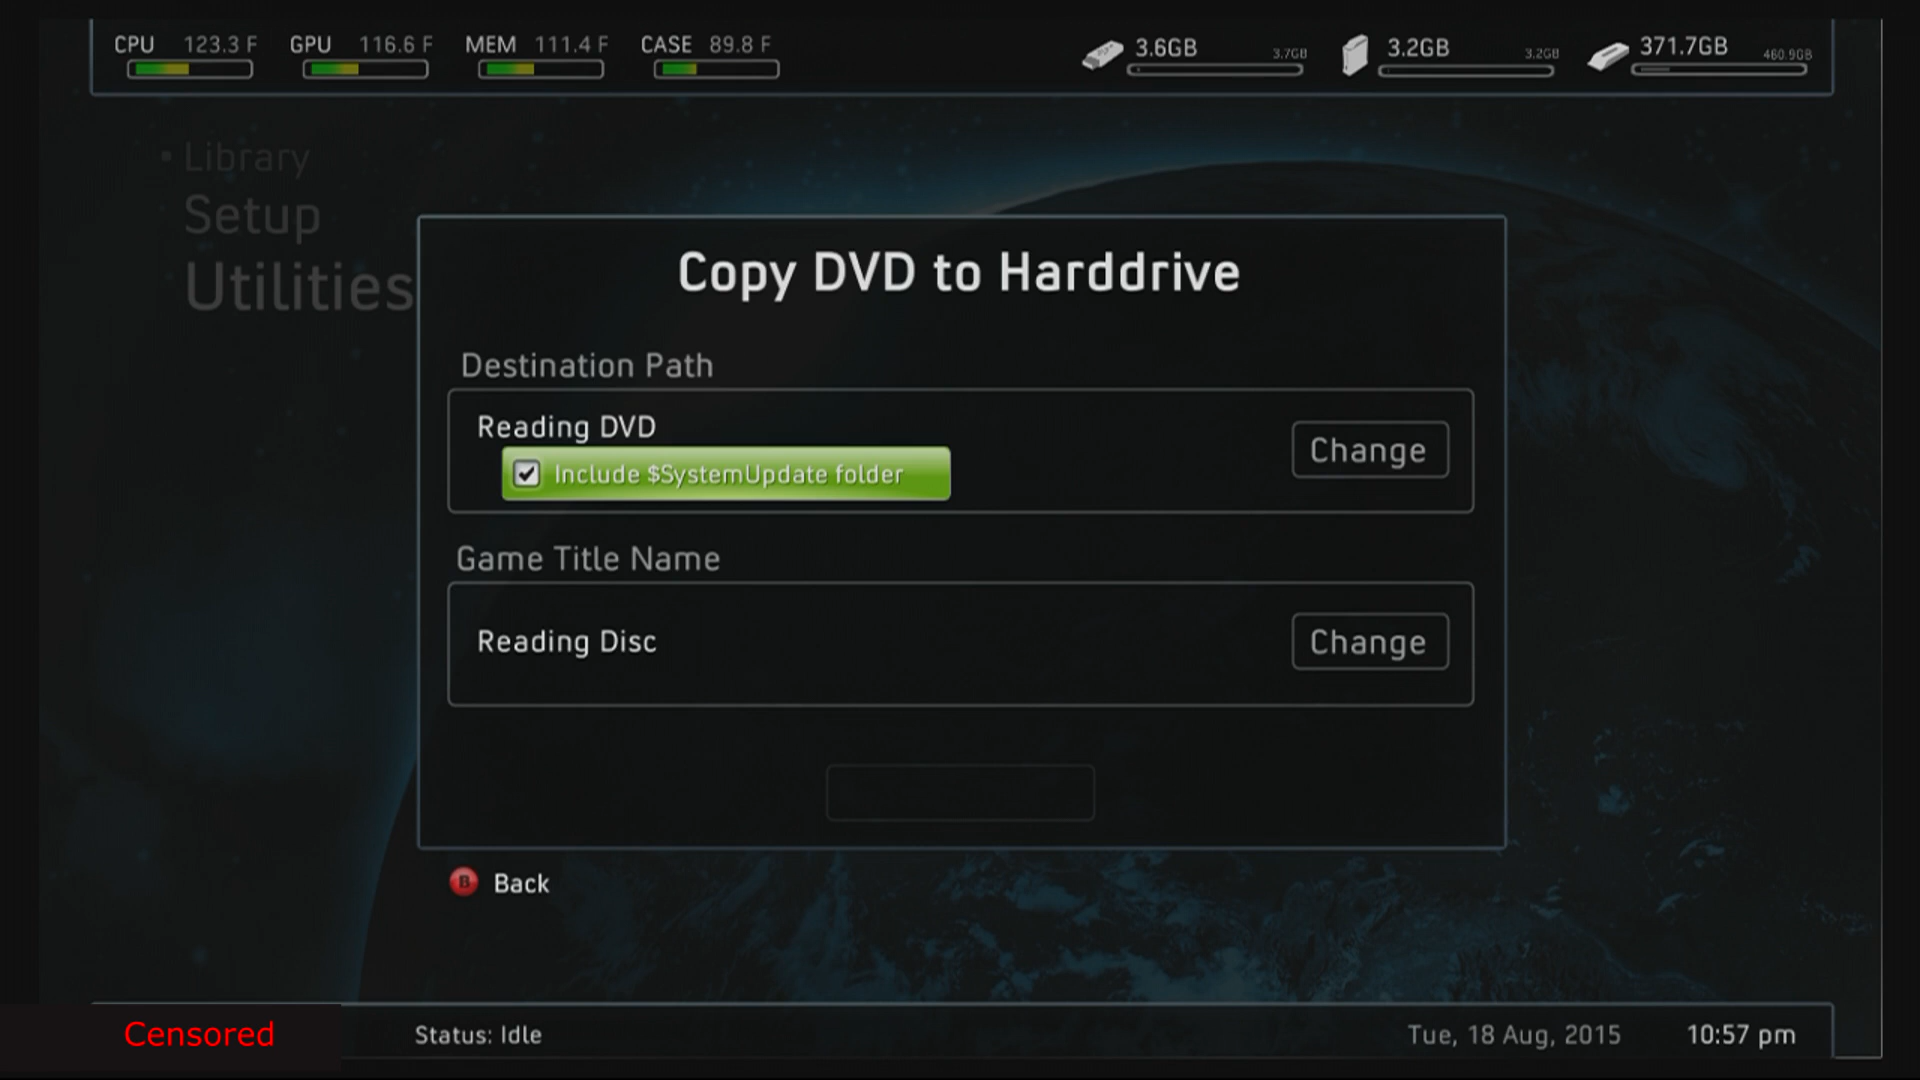 CPU 123.3 F GPU 116.6 F MEM 111.4 F CASE 89.8 F 3.6GB 3.7GB 3.2GB 3.2GB 371.7GB 460.9GB
• Library
Setup
Utilities
Copy DVD to Harddrive
Destination Path
Reading DVD
Change
Include $SystemUpdate folder
Game Title Name
Reading Disc
Change
B Back
Censored Status: Idle Tue, 18 Aug, 2015 10:57 pm